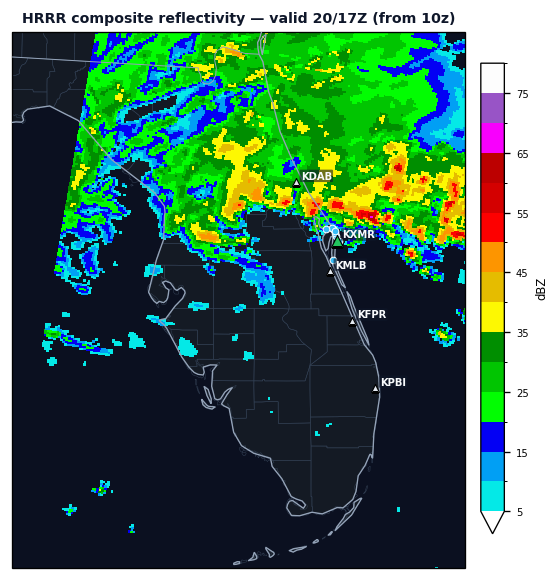 HRRR composite reflectivity — valid 20/17Z (from 10z)
KDAB
KXMR
KMLB
KFPR
KPBI
75
65
55
45
35
25
15
5
dBZ